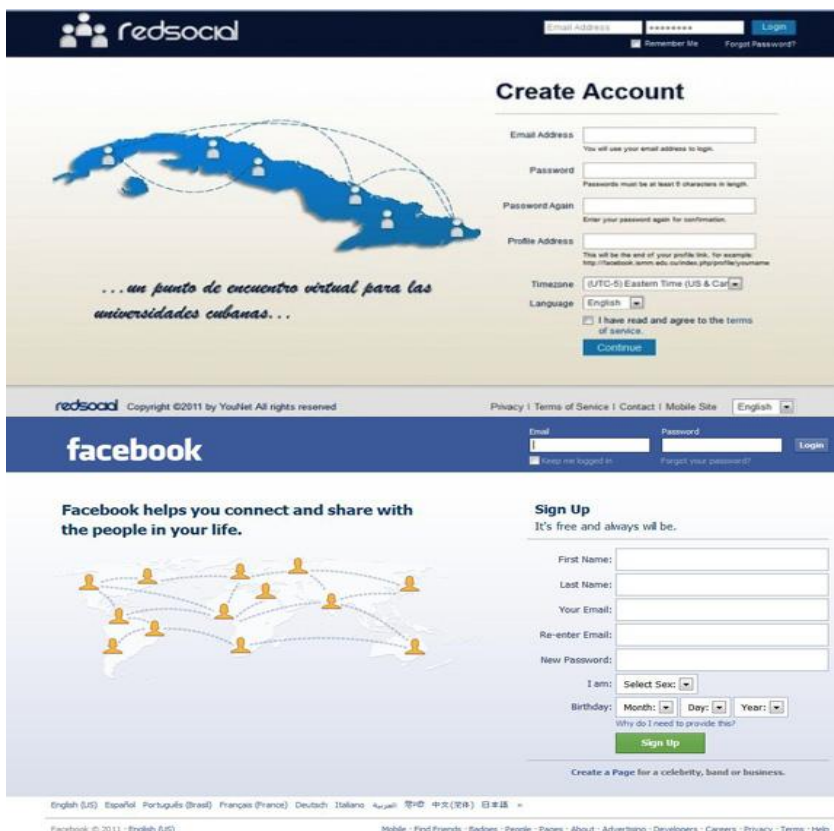 redsocial
Email Address
Login
Remember Me Forgot Password?
Create Account
Email Address
You will use your email address to login.
Password
Passwords must be at least 6 characters in length.
Password Again
Enter your password again for confirmation.
Profile Address
This will be the end of your profile link, for example:
http://facebook.ismm.edu.cu/index.php/profile/yourname
Timezone (UTC-5) Eastern Time (US & Can
Language English
I have read and agree to the terms
of service.
Continue
...un punto de encuentro virtual para las
universidades cubanas...
redsocial Copyright ©2011 by YouNet All rights reserved
Privacy | Terms of Service | Contact | Mobile Site English
facebook
Email Password
Login
Keep me logged in Forgot your password?
Facebook helps you connect and share with
the people in your life.
Sign Up
It's free and always will be.
First Name:
Last Name:
Your Email:
Re-enter Email:
New Password:
I am: Select Sex:
Birthday: Month: Day: Year:
Why do I need to provide this?
Sign Up
Create a Page for a celebrity, band or business.
English (US) Español Português (Brasil) Français (France) Deutsch Italiano العربية हिन्दी 中文(简体) 日本語 »
Facebook © 2011 · English (US)
Mobile · Find Friends · Badges · People · Pages · About · Advertising · Developers · Careers · Privacy · Terms · Help